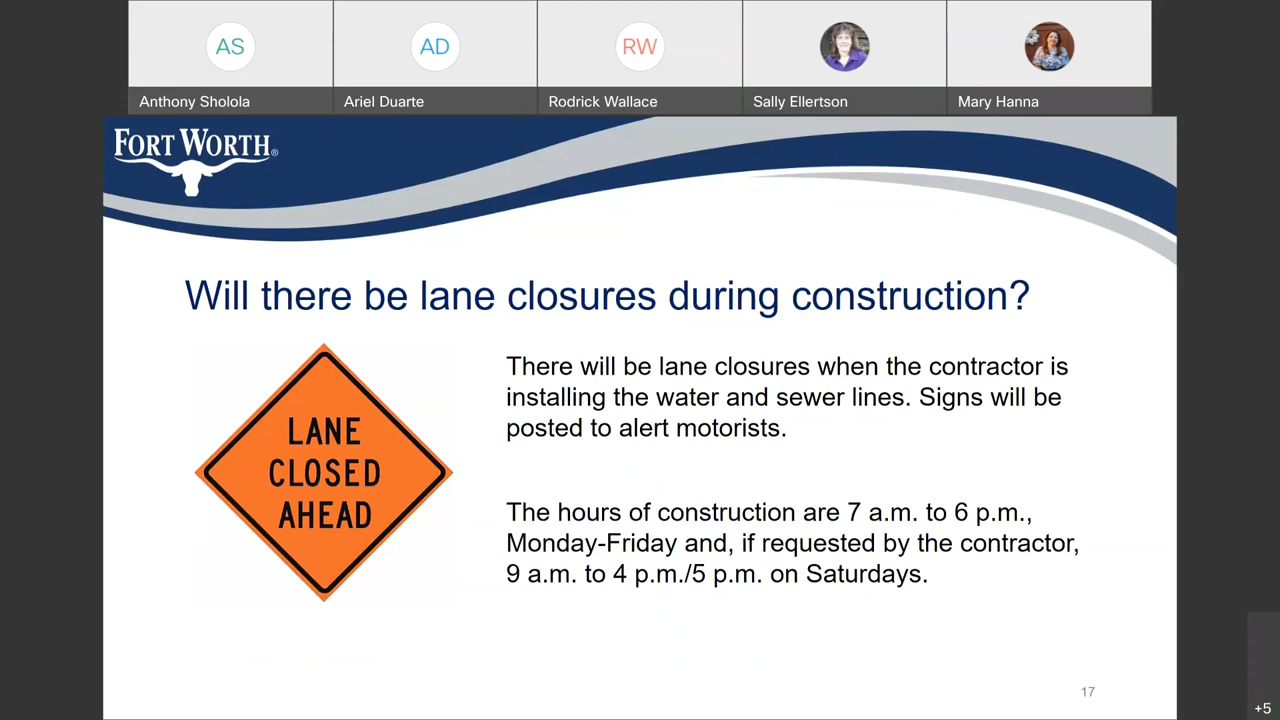 AS
AD
RW
Anthony Sholola
Ariel Duarte
Rodrick Wallace
Sally Ellertson
Mary Hanna
FORT WORTH®
Will there be lane closures during construction?
LANE
CLOSED
AHEAD
There will be lane closures when the contractor is
installing the water and sewer lines. Signs will be
posted to alert motorists.
The hours of construction are 7 a.m. to 6 p.m.,
Monday-Friday and, if requested by the contractor,
9 a.m. to 4 p.m./5 p.m. on Saturdays.
17
+5